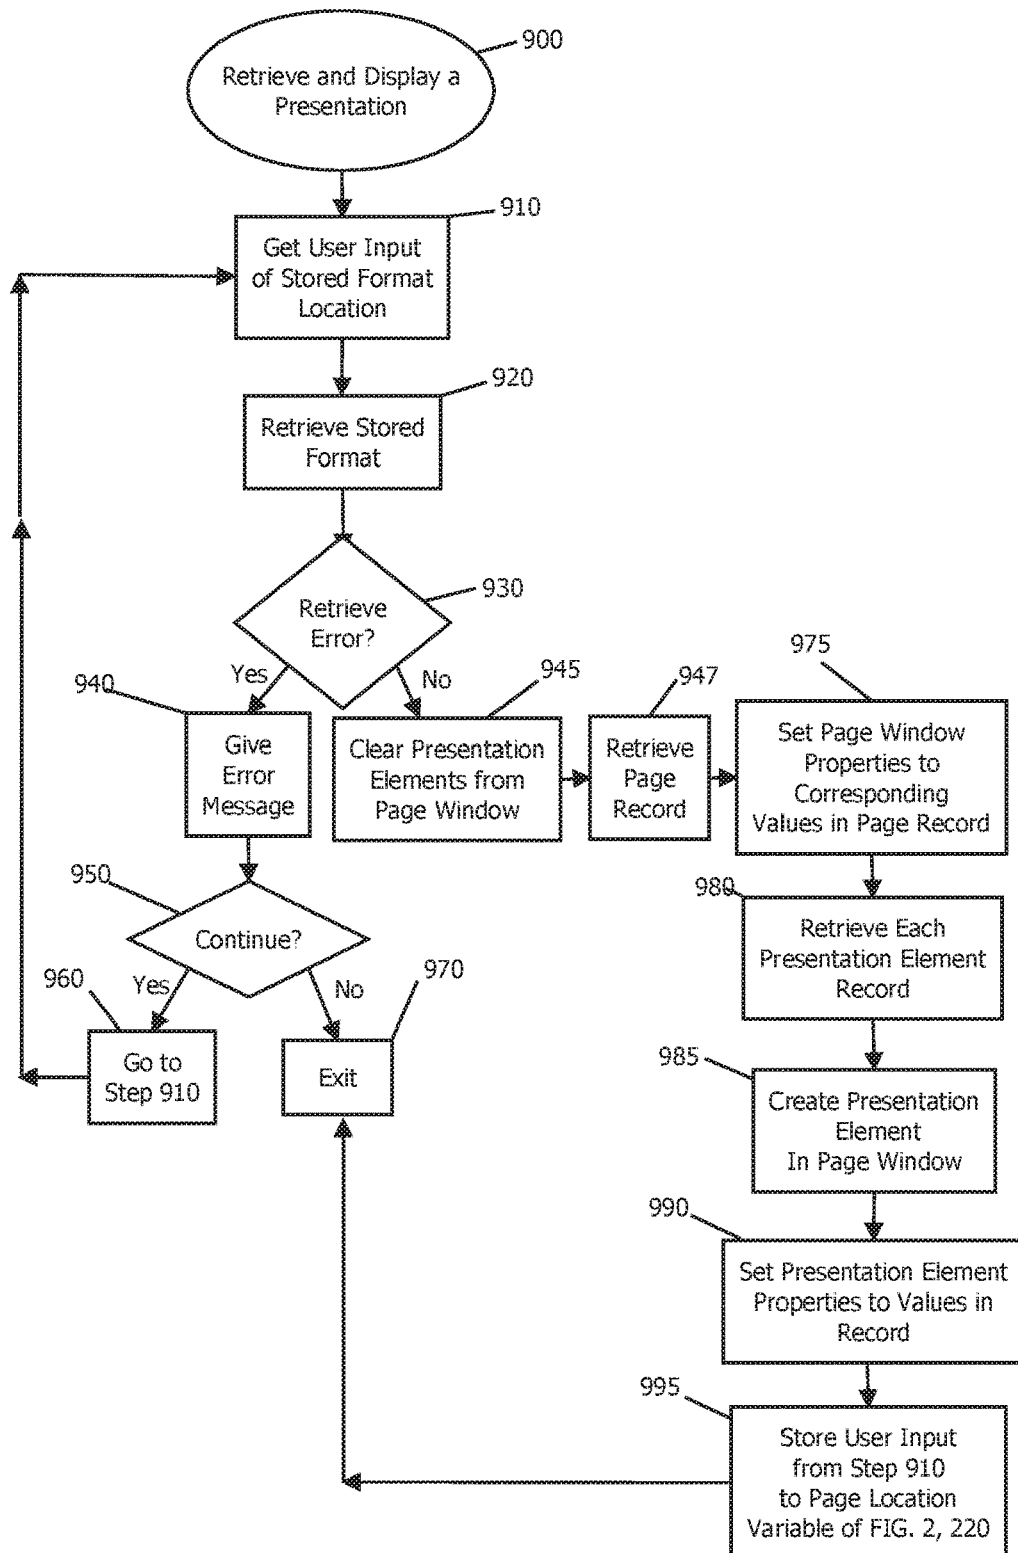 900
Retrieve and Display a
Presentation
910
Get User Input
of Stored Format
Location
920
Retrieve Stored
Format
930
Retrieve
Error?
Yes
No
940
Give
Error
Message
945
Clear Presentation
Elements from
Page Window
947
Retrieve
Page
Record
975
Set Page Window
Properties to
Corresponding
Values in Page Record
950
Continue?
Yes
No
960
Go to
Step 910
970
Exit
980
Retrieve Each
Presentation Element
Record
985
Create Presentation
Element
In Page Window
990
Set Presentation Element
Properties to Values in
Record
995
Store User Input
from Step 910
to Page Location
Variable of FIG. 2, 220